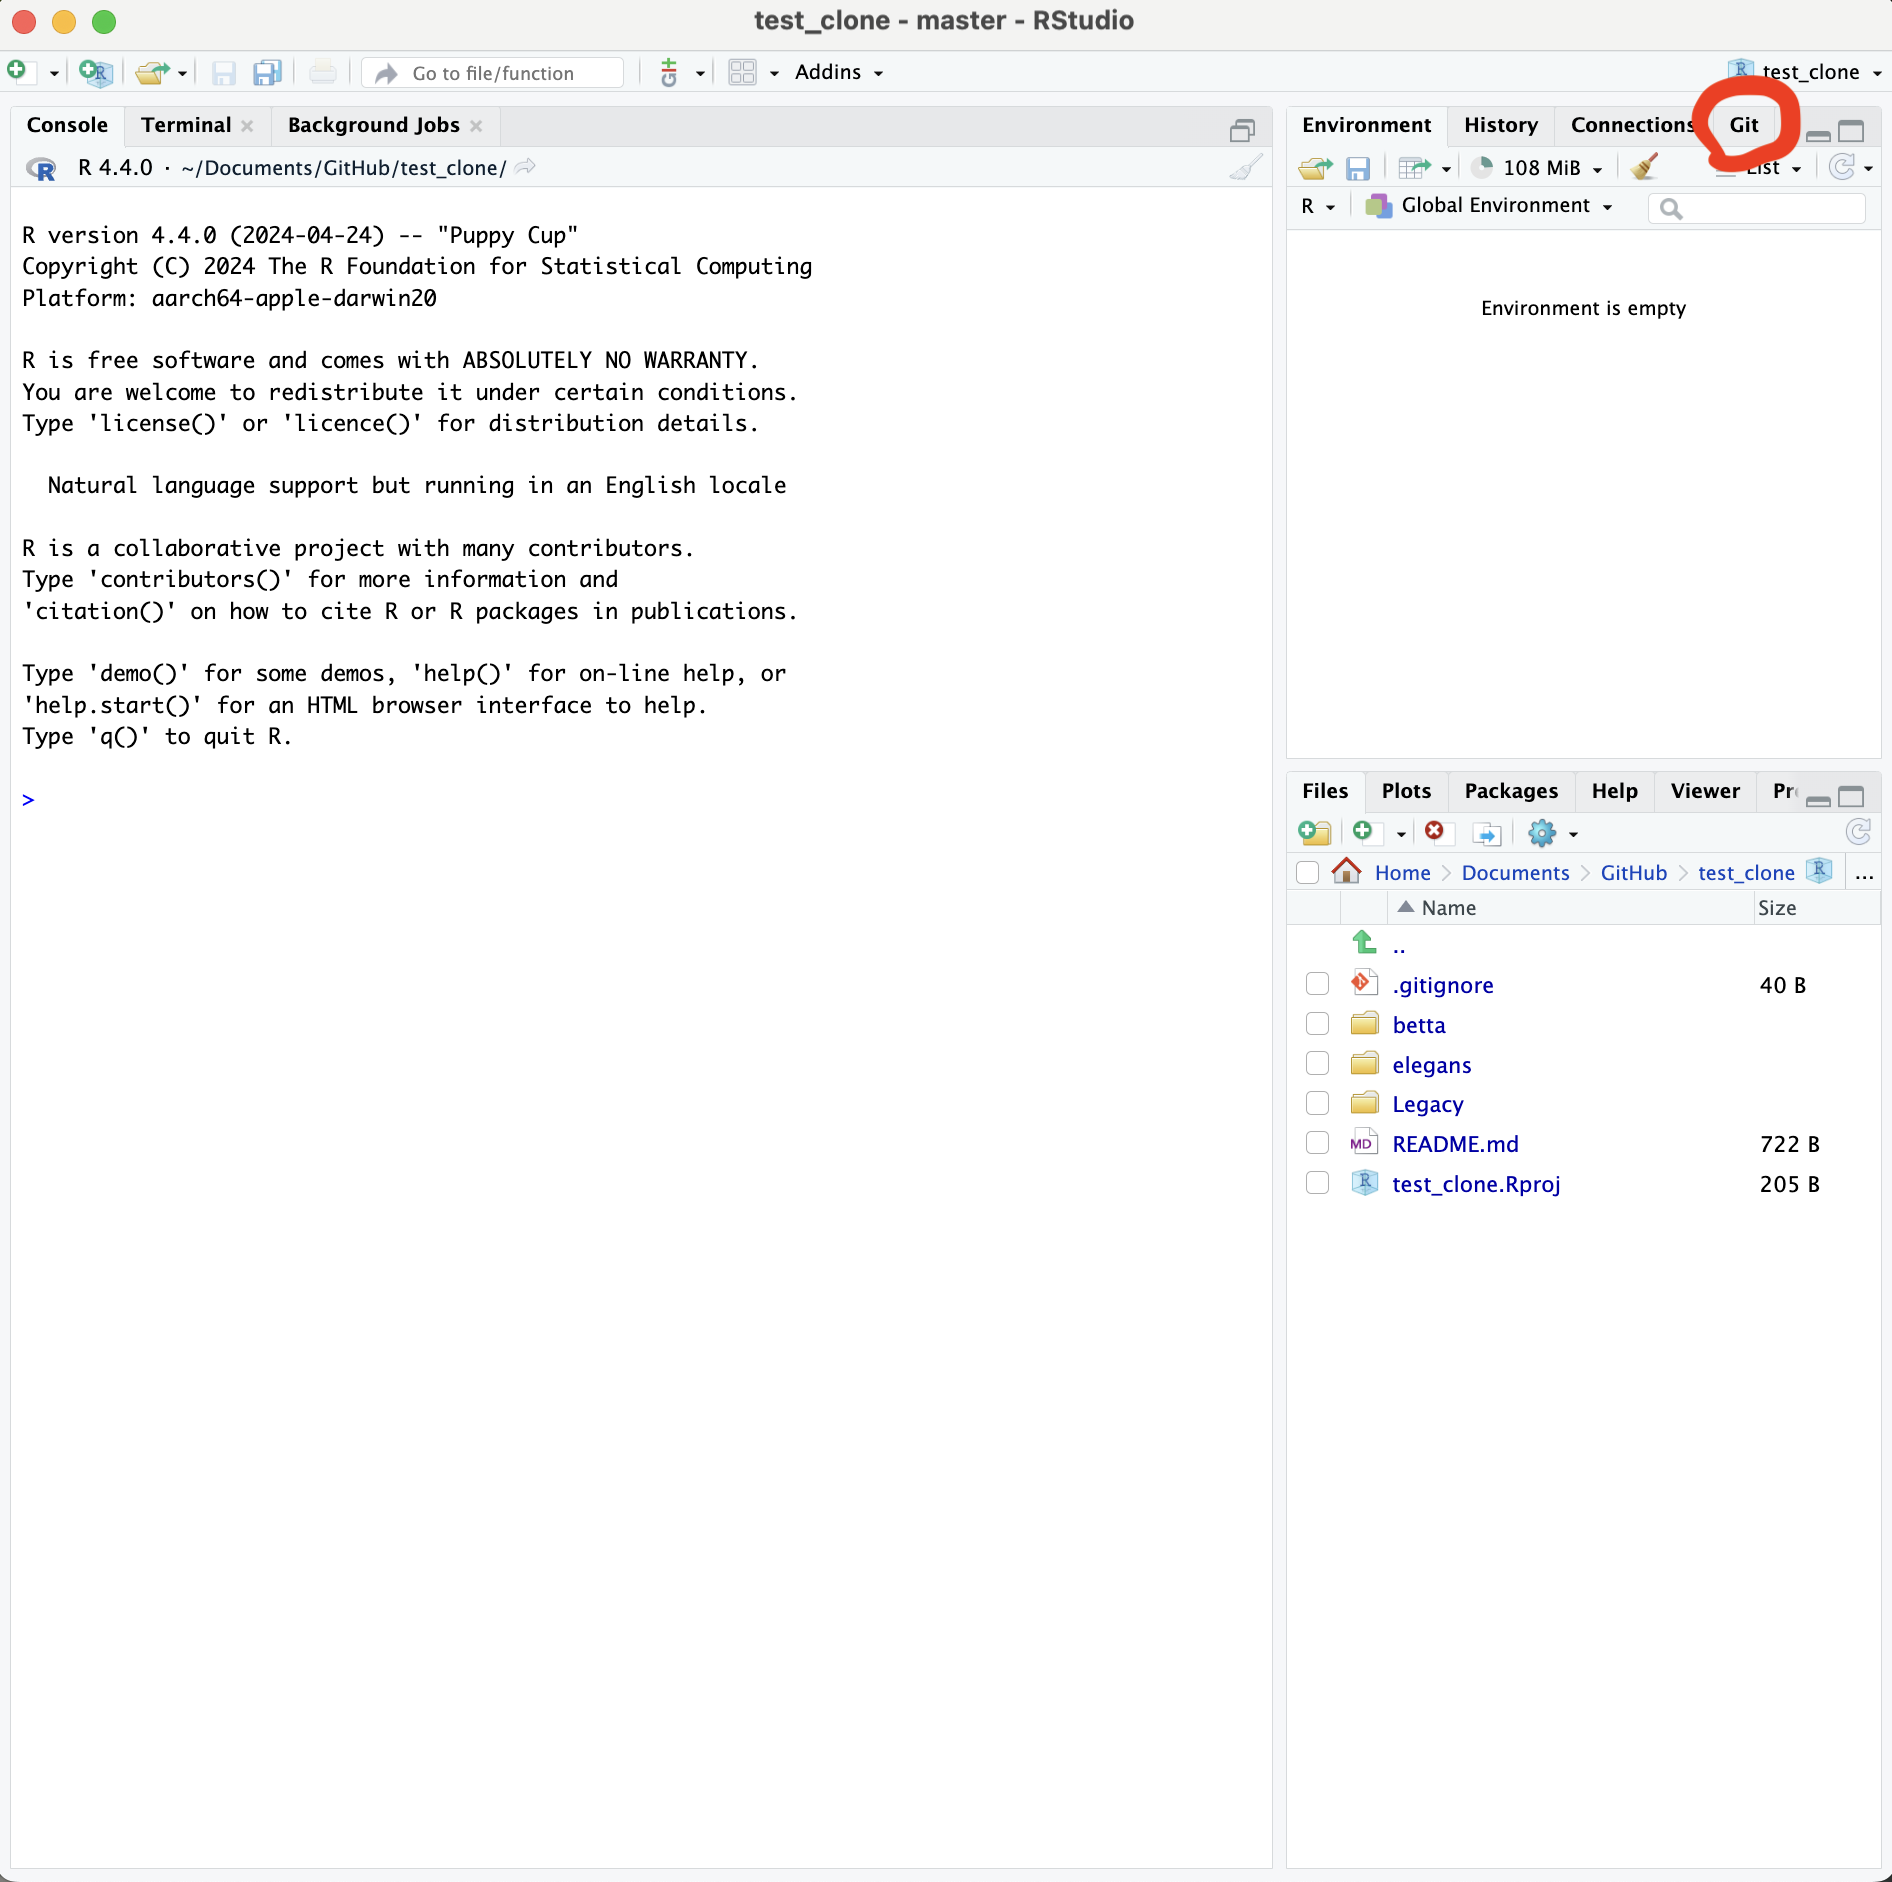 test_clone - master - RStudio
Go to file/function
Git
Addins
test_clone
Console
Terminal
Background Jobs
R 4.4.0 · ~/Documents/GitHub/test_clone/
R version 4.4.0 (2024-04-24) -- "Puppy Cup"
Copyright (C) 2024 The R Foundation for Statistical Computing
Platform: aarch64-apple-darwin20
R is free software and comes with ABSOLUTELY NO WARRANTY.
You are welcome to redistribute it under certain conditions.
Type 'license()' or 'licence()' for distribution details.
Natural language support but running in an English locale
R is a collaborative project with many contributors.
Type 'contributors()' for more information and
'citation()' on how to cite R or R packages in publications.
Type 'demo()' for some demos, 'help()' for on-line help, or
'help.start()' for an HTML browser interface to help.
Type 'q()' to quit R.
>
Environment
History
Connections
Git
108 MiB
List
R
Global Environment
Environment is empty
Files
Plots
Packages
Help
Viewer
Home
Documents
GitHub
test_clone
...
Name
Size
..
.gitignore
40 B
betta
elegans
Legacy
MD
README.md
722 B
test_clone.Rproj
205 B